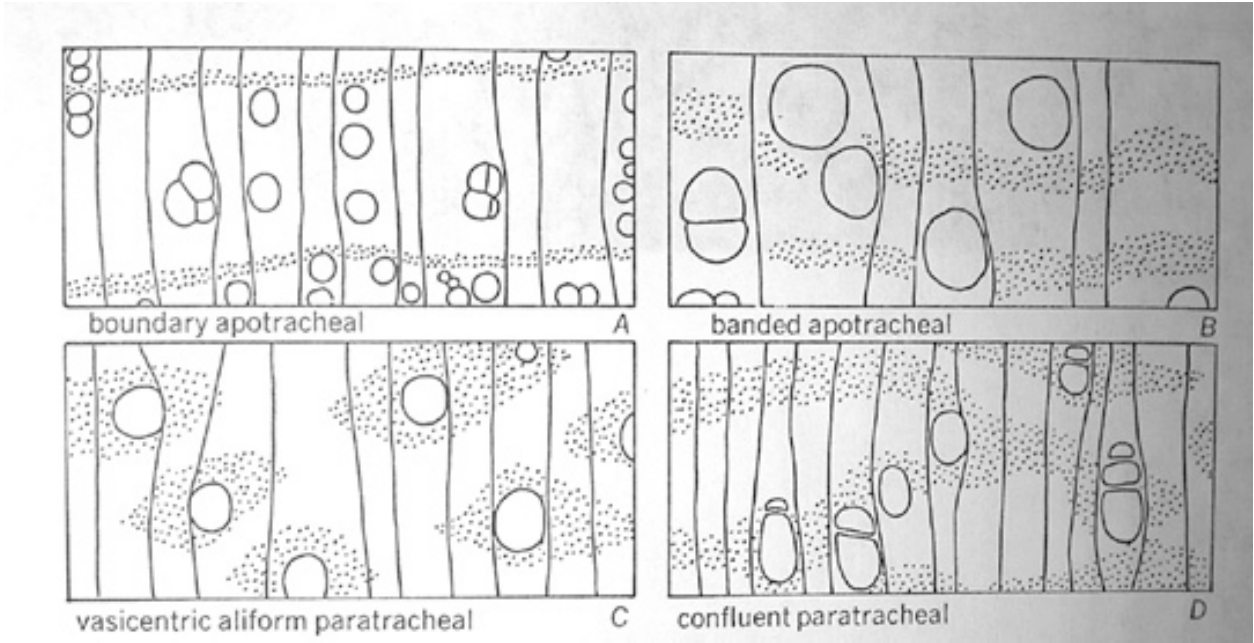 boundary apotracheal A
banded apotracheal B
vasicentric aliform paratracheal C
confluent paratracheal D